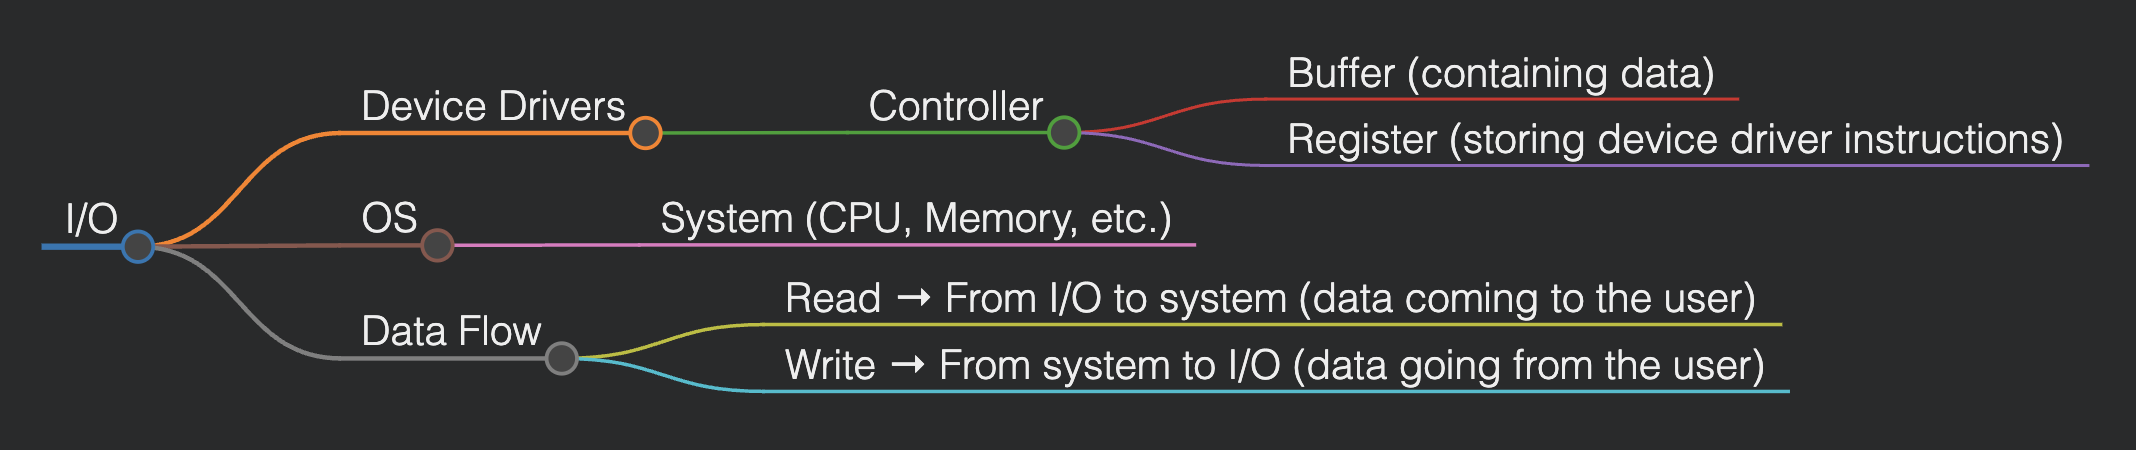 I/O
Device Drivers
Controller
Buffer (containing data)
Register (storing device driver instructions)
OS
System (CPU, Memory, etc.)
Data Flow
Read → From I/O to system (data coming to the user)
Write → From system to I/O (data going from the user)